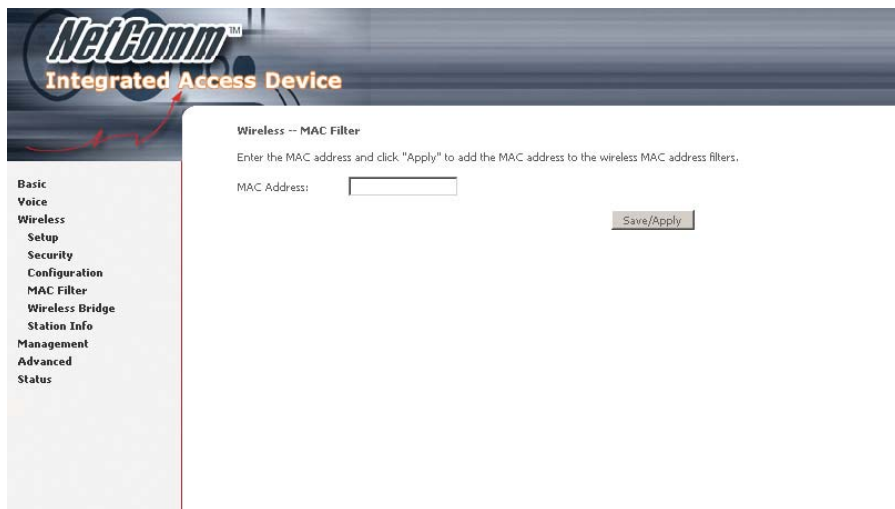 NetComm™
Integrated Access Device
Wireless -- MAC Filter
Enter the MAC address and click "Apply" to add the MAC address to the wireless MAC address filters.
MAC Address:
Save/Apply
Basic
Voice
Wireless
Setup
Security
Configuration
MAC Filter
Wireless Bridge
Station Info
Management
Advanced
Status